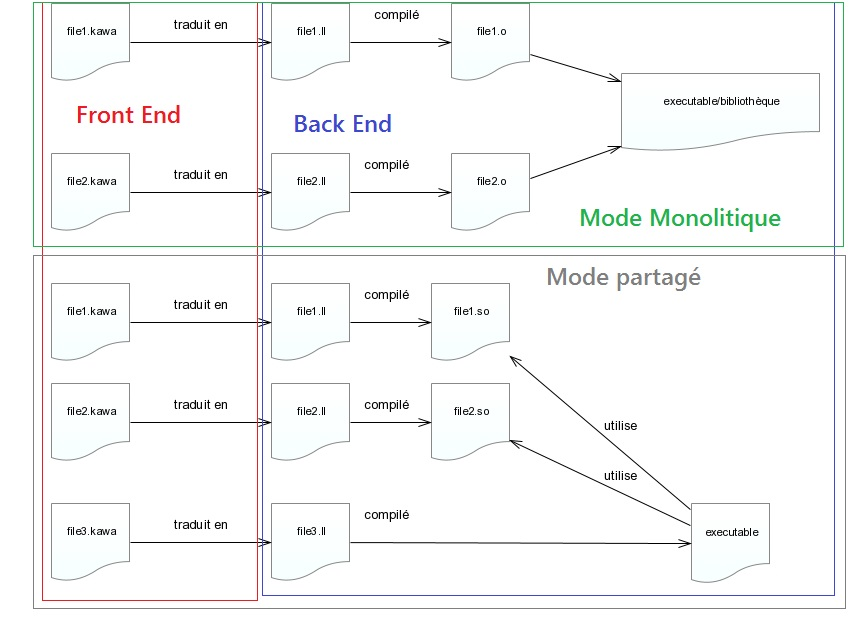 file1.kawa traduit en file1.ll compilé file1.o
executable/bibliothèque
Front End Back End
file2.kawa traduit en file2.ll compilé file2.o
Mode Monolitique
Mode partagé
file1.kawa traduit en file1.ll compilé file1.so
file2.kawa traduit en file2.ll compilé file2.so
utilise
utilise
file3.kawa traduit en file3.ll compilé executable